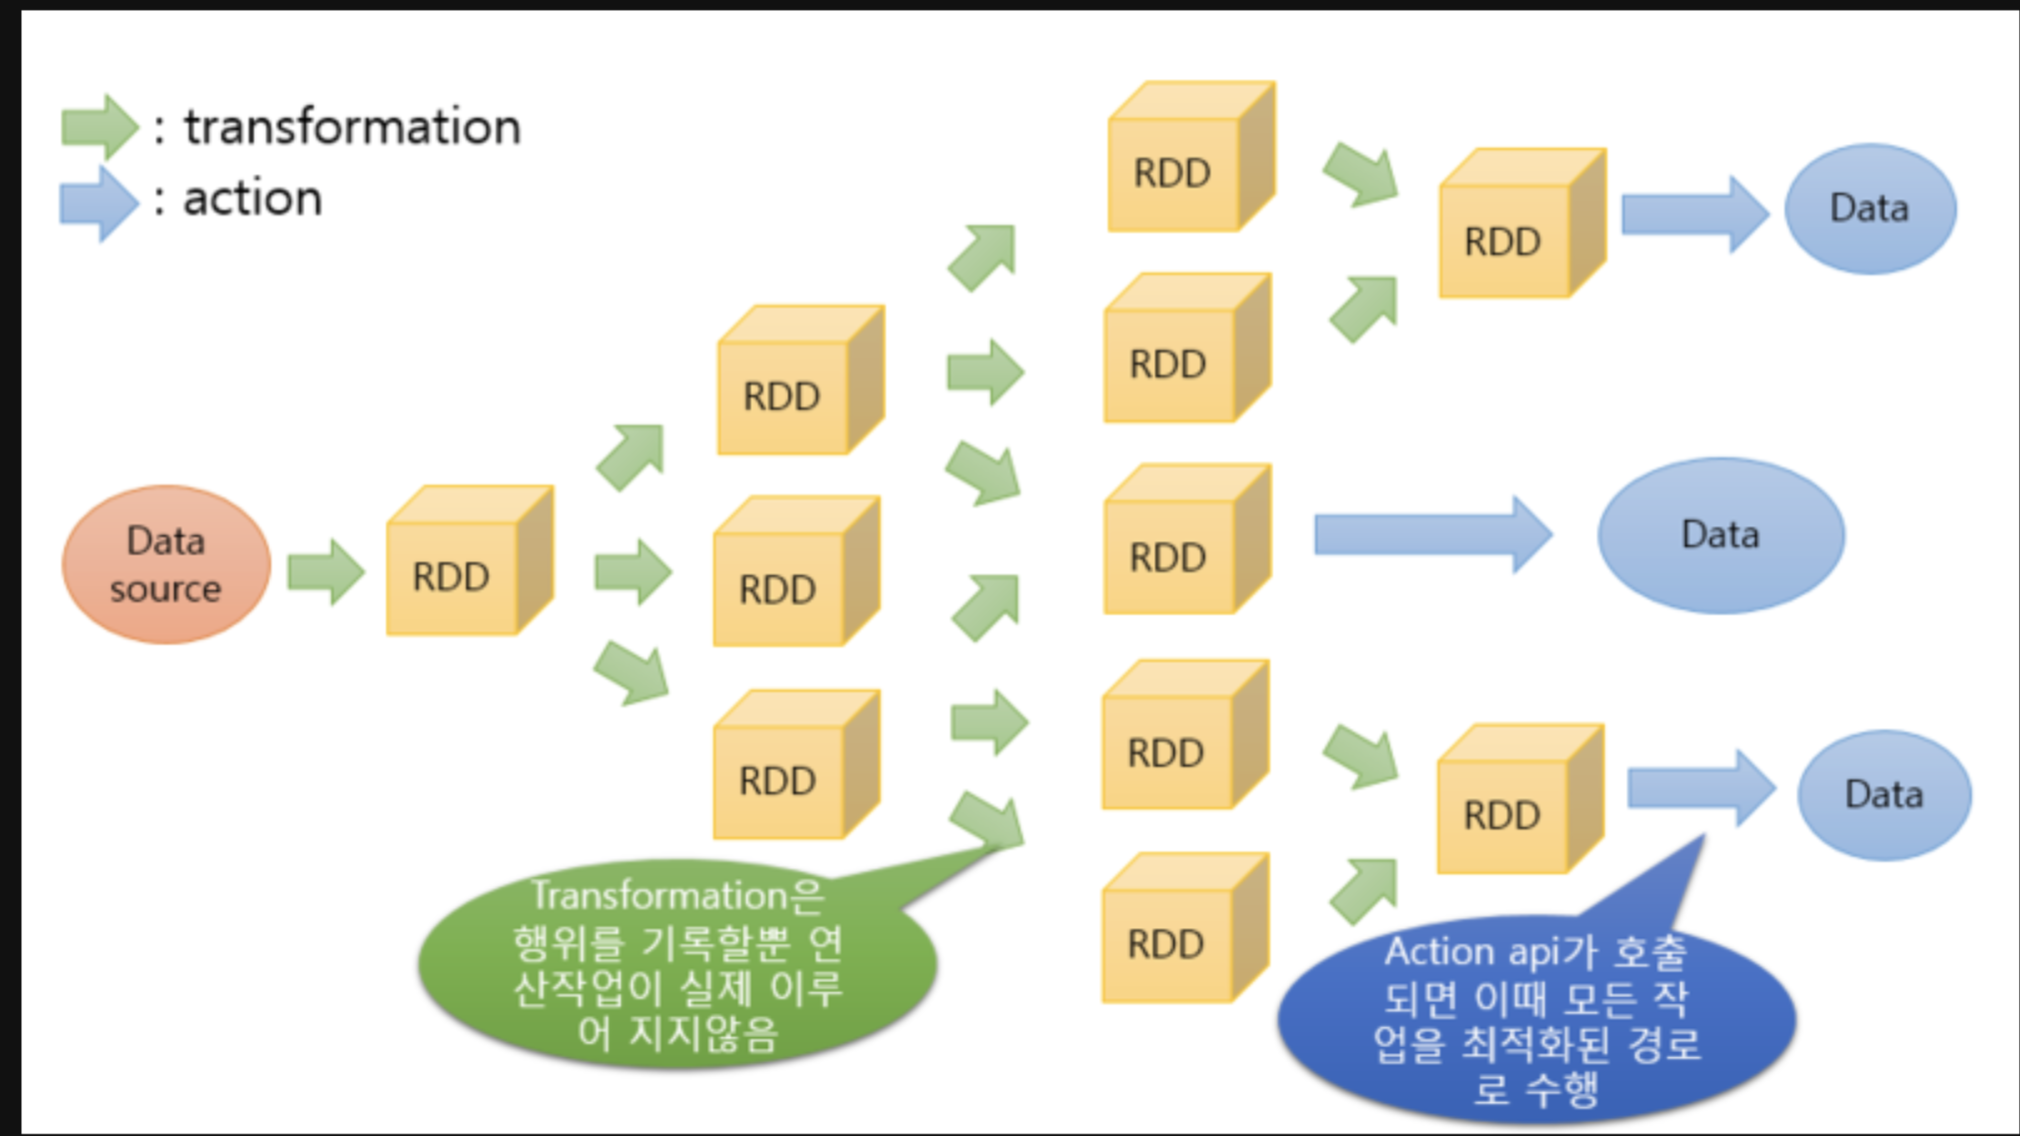 : transformation
: action
RDD
RDD
Data
RDD
RDD
RDD
Data
source
RDD
RDD
RDD
Data
RDD
RDD
RDD
Data
RDD
Transformation은
행위를 기록할뿐 연
산작업이 실제 이루
어 지지않음
Action api가 호출
되면 이때 모든 작
업을 최적화된 경로
로 수행